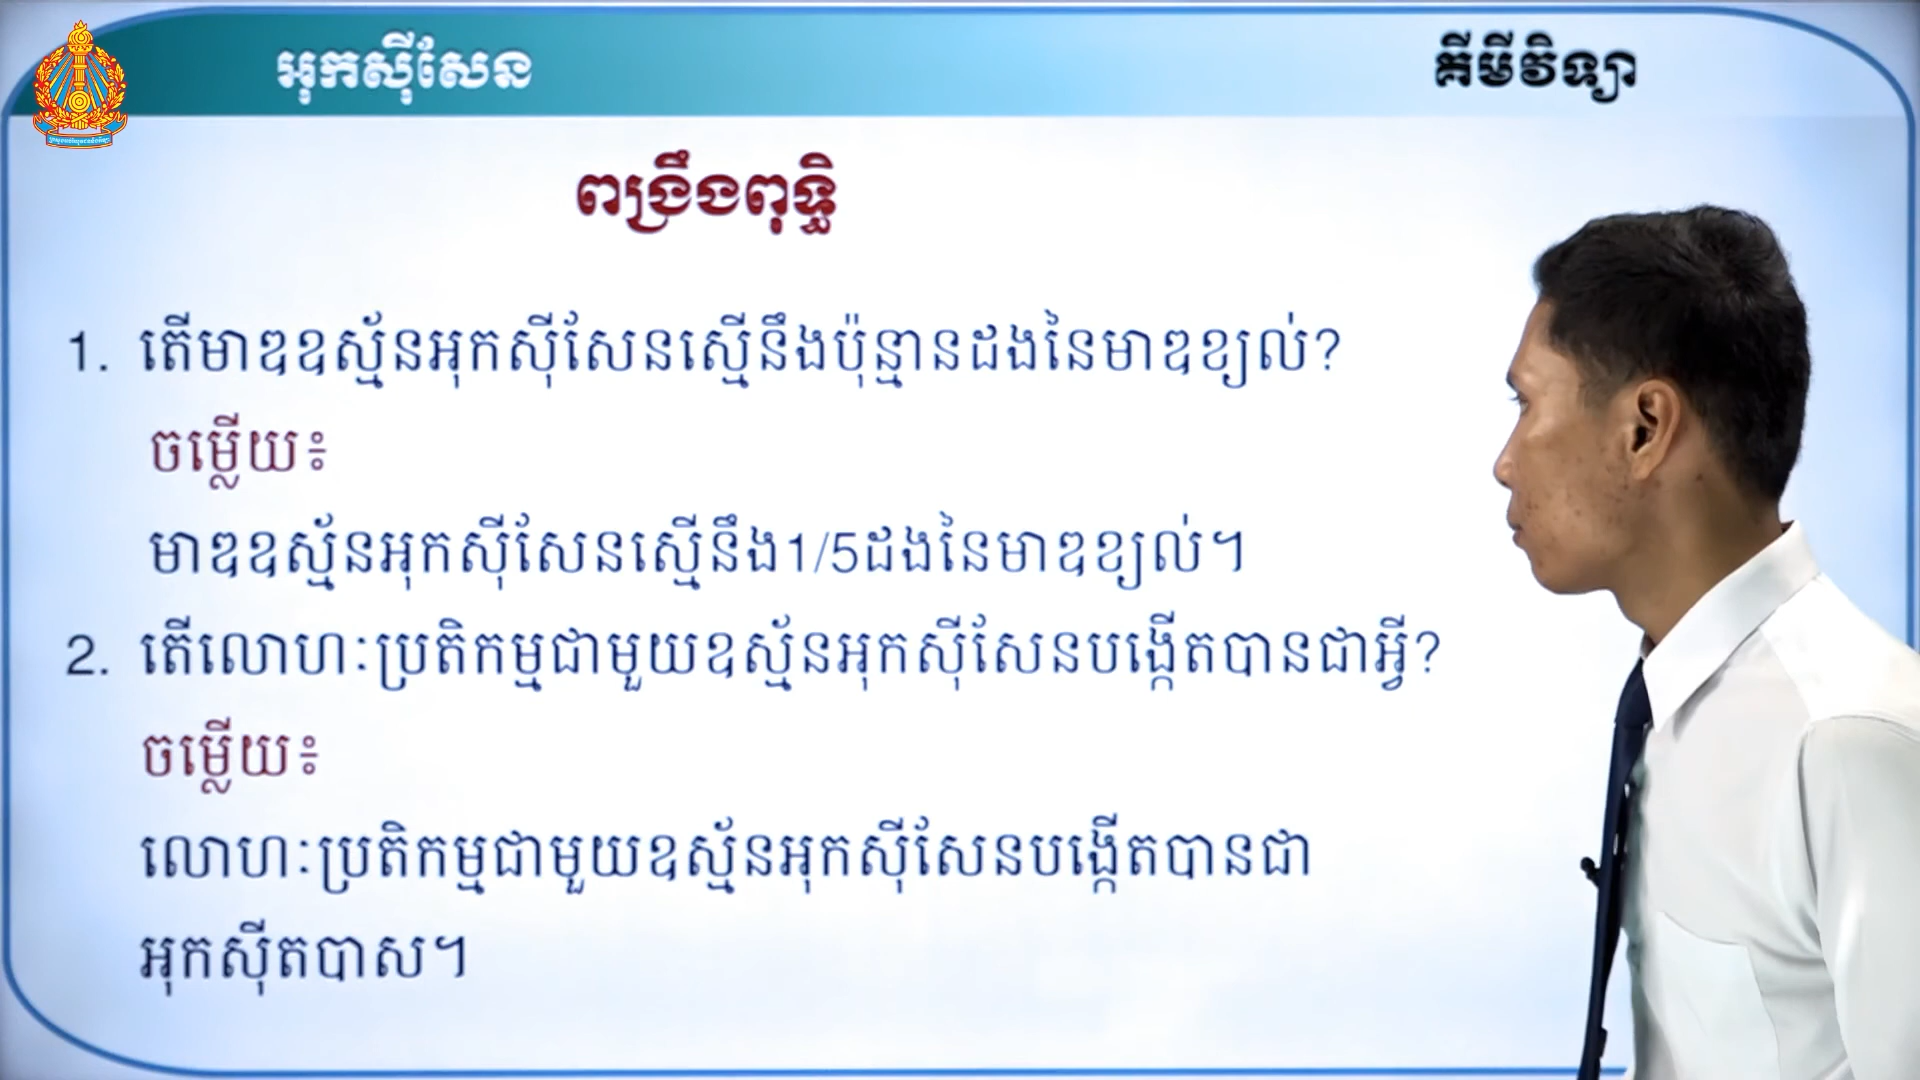 អុកស៊ីសែន
គីមីវិទ្យា
ពង្រឹងពុទ្ធិ
1. តើមាឌឧស្ម័នអុកស៊ីសែនស្មើនឹងប៉ុន្មានដងនៃមាឌខ្យល់?
ចម្លើយ៖
មាឌឧស្ម័នអុកស៊ីសែនស្មើនឹង1/5ដងនៃមាឌខ្យល់។
2. តើលោហៈប្រតិកម្មជាមួយឧស្ម័នអុកស៊ីសែនបង្កើតបានជាអ្វី?
ចម្លើយ៖
លោហៈប្រតិកម្មជាមួយឧស្ម័នអុកស៊ីសែនបង្កើតបានជា
អុកស៊ីតបាស។